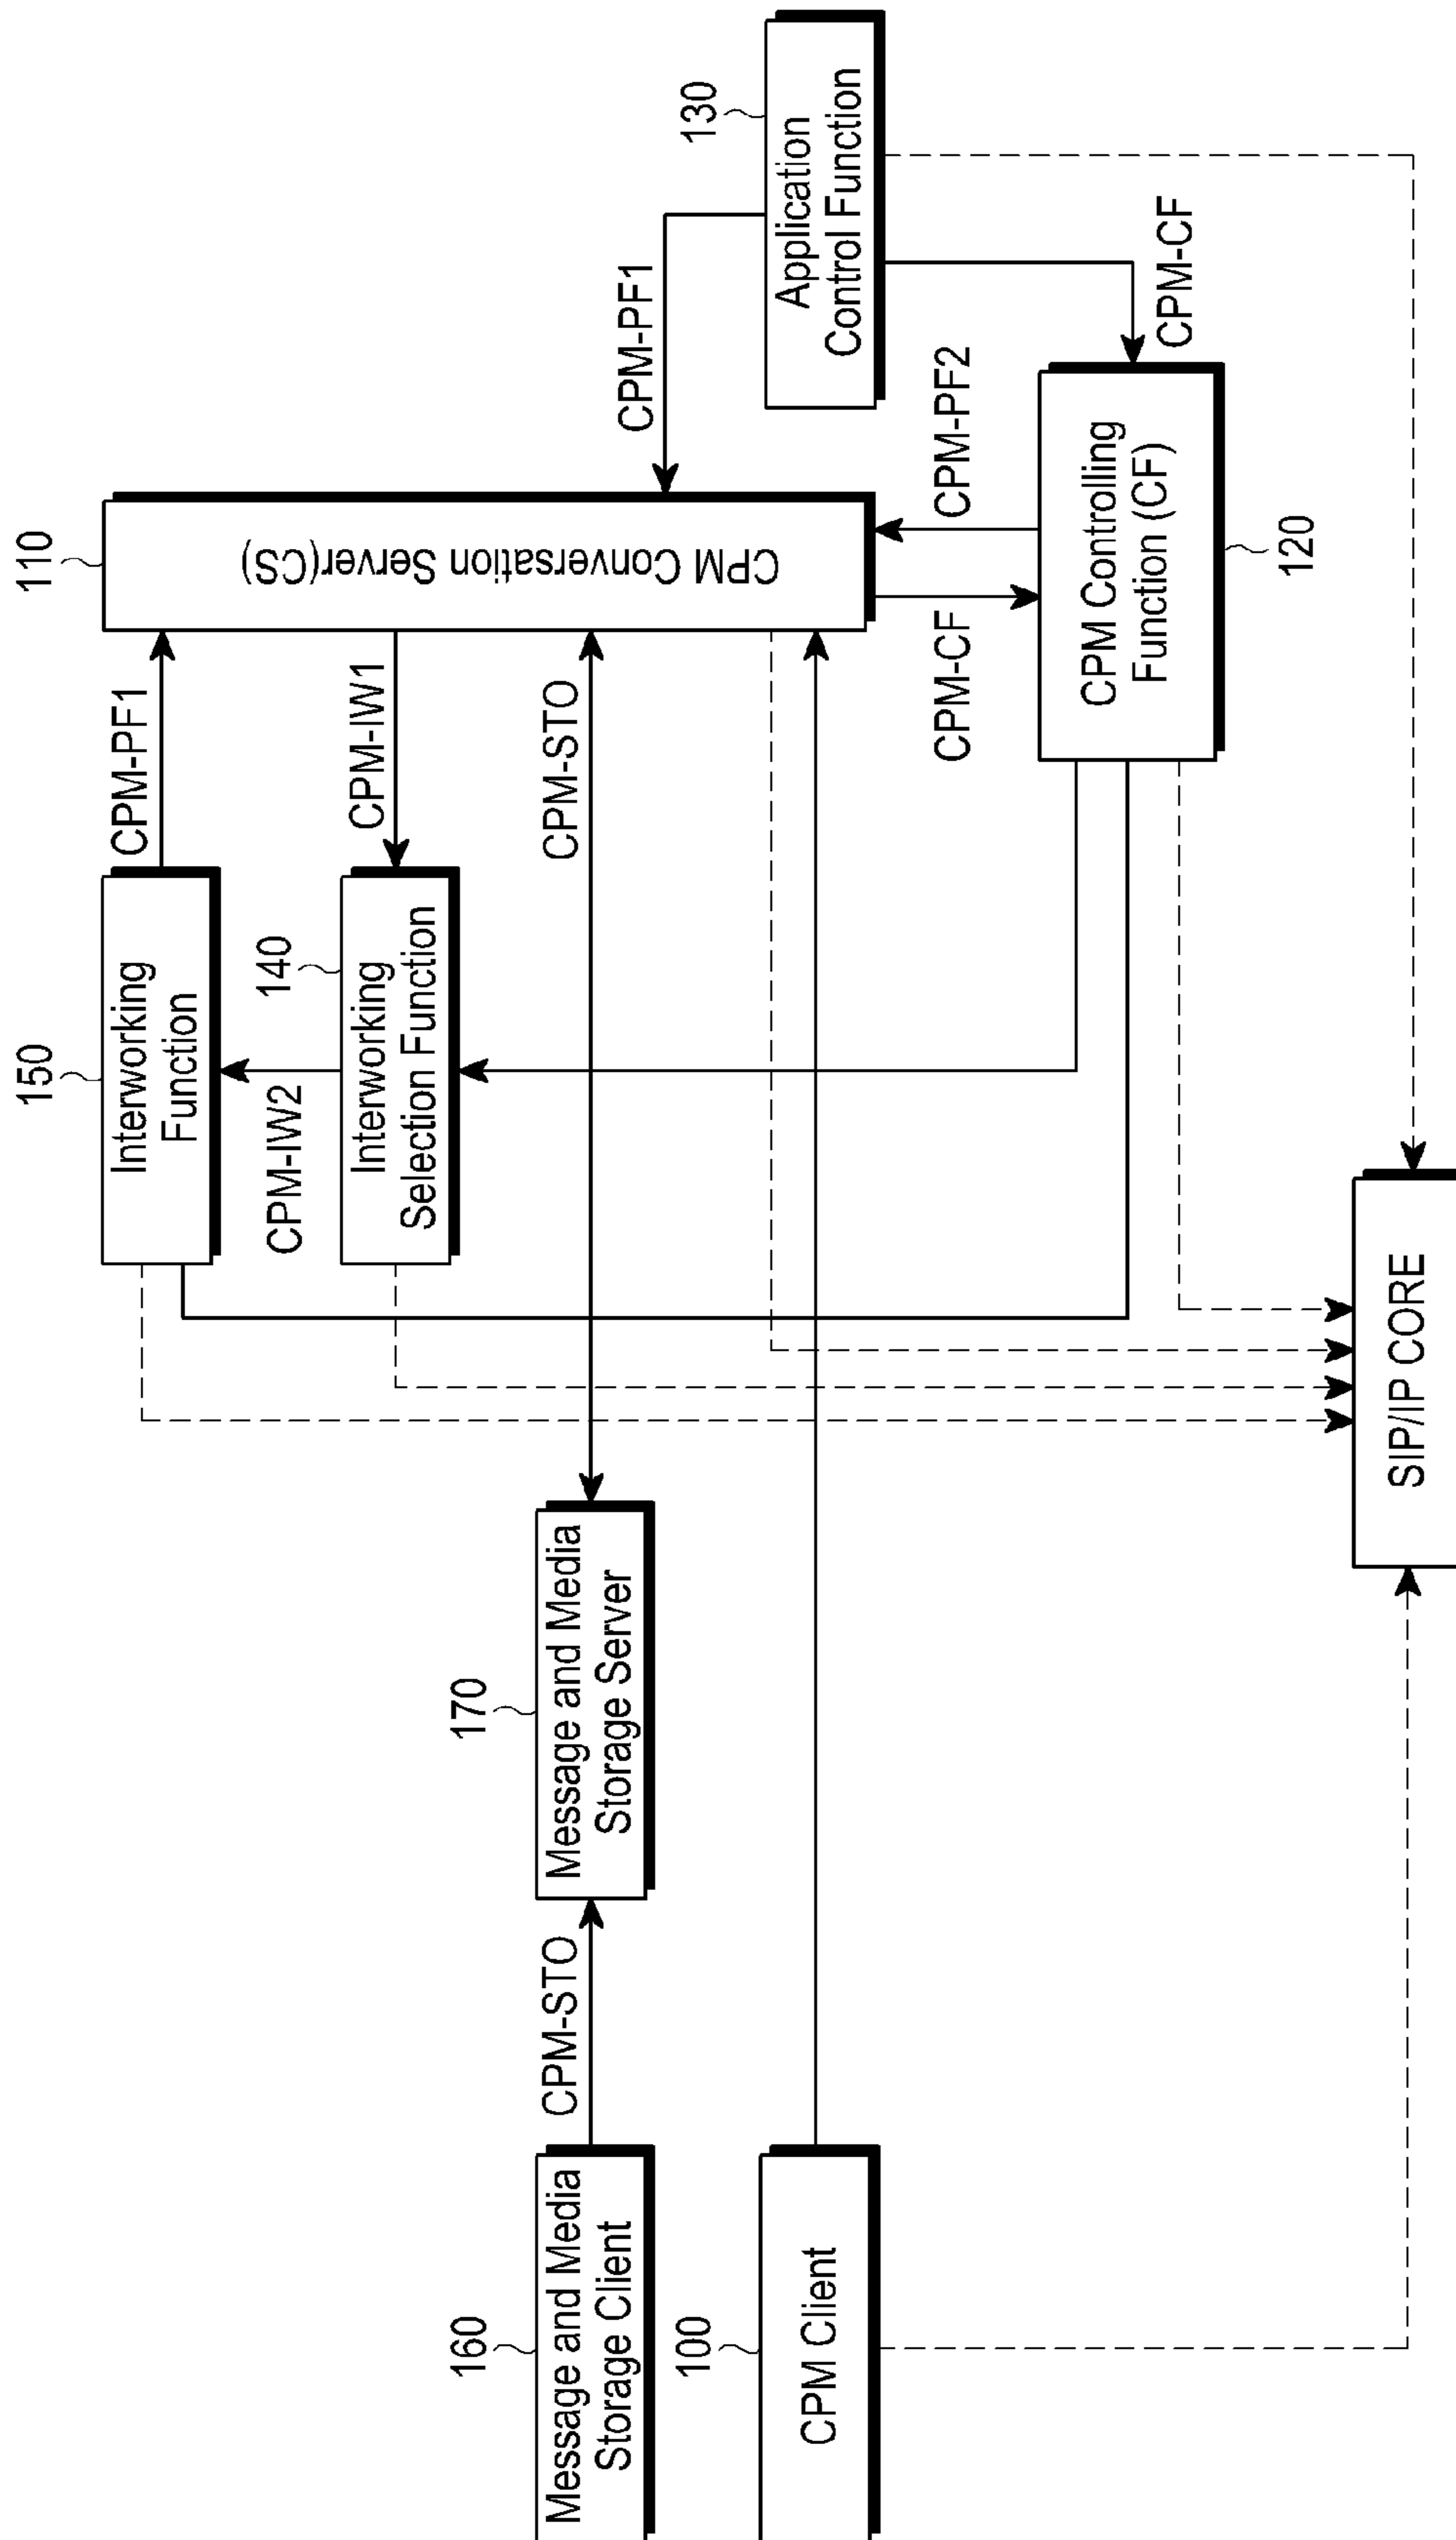 150
Interworking
Function
CPM-PF1
110
CPM Conversation Server(CS)
CPM-IW2
140
Interworking
Selection Function
CPM-IW1
160
Message and Media
Storage Client
CPM-STO
170
Message and Media
Storage Server
CPM-STO
CPM-PF1
130
Application
Control Function
100
CPM Client
CPM-CF
CPM-PF2
CPM Controlling
Function (CF)
120
CPM-CF
SIP/IP CORE